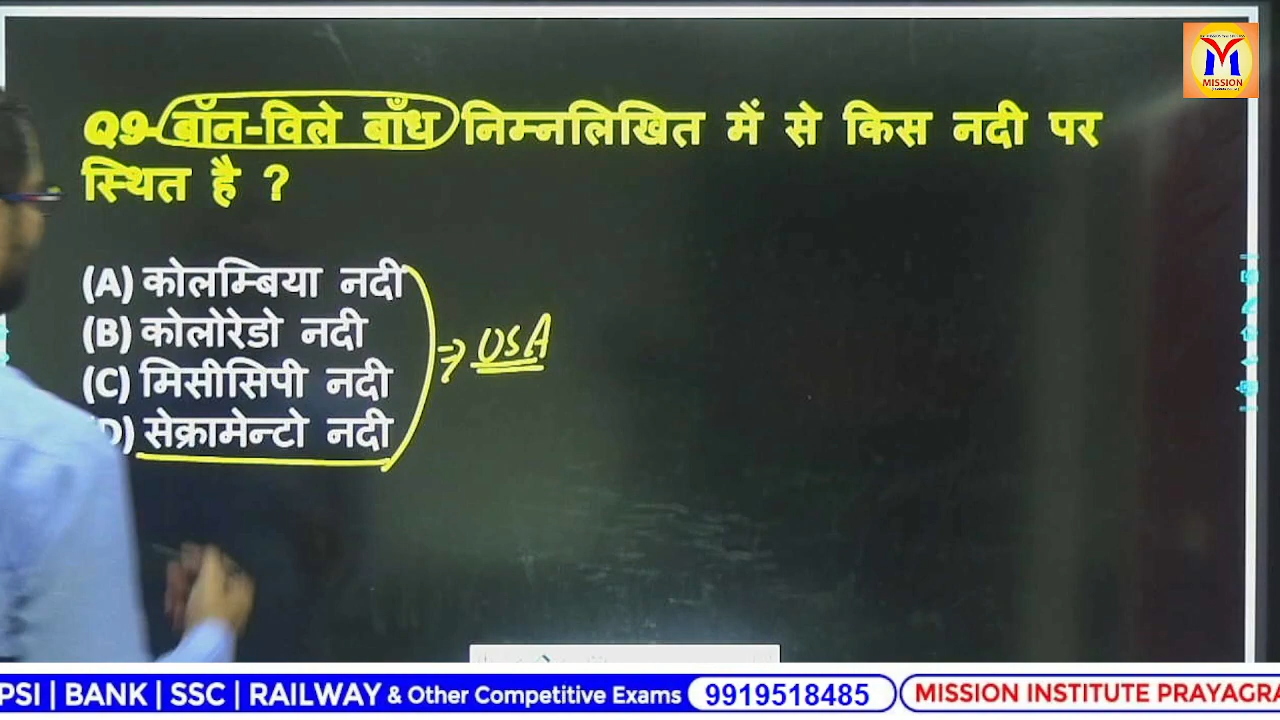 MISSION
Q9- बॉन-विले बाँध निम्नलिखित में से किस नदी पर
स्थित है ?
(A) कोलम्बिया नदी
(B) कोलोरेडो नदी
(C) मिसीसिपी नदी
D) सेक्रामेन्टो नदी
⇒ USA
PSI | BANK | SSC | RAILWAY & Other Competitive Exams 9919518485 MISSION INSTITUTE PRAYAGRA